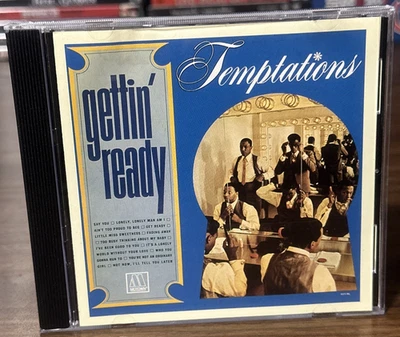 Temptations
gettin'
ready
SAY YOU □ LONELY, LONELY MAN AM I □
AIN'T YOU PROUD TO BEG □ GET READY □
LITTLE MISS SWEETNESS □ FADING AWAY
□ TOO BUSY THINKING ABOUT MY BABY □
I'VE BEEN GOOD TO YOU □ IT'S A LONELY
WORLD WITHOUT YOUR LOVE □ WHO YOU
GONNA RUN TO □ YOU'RE NOT AN ORDINARY
GIRL □ NOT NOW, I'LL TELL YOU LATER
M
MOTOWN